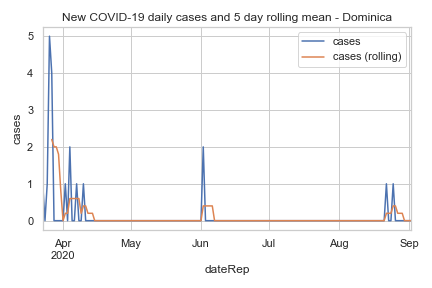 New COVID-19 daily cases and 5 day rolling mean - Dominica
cases
cases (rolling)
5
4
3
2
1
0
cases
Apr
2020
May
Jun
Jul
Aug
Sep
dateRep